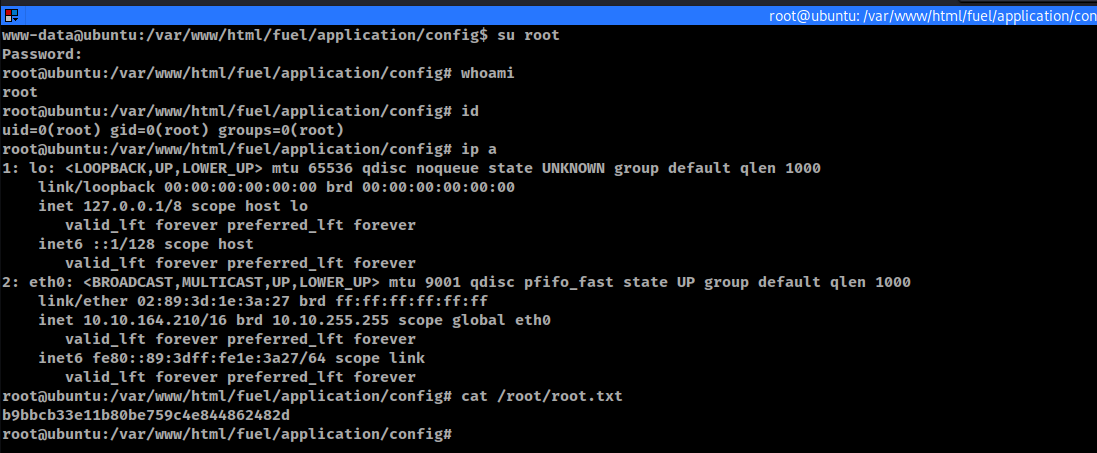 root@ubuntu: /var/www/html/fuel/application/con
www-data@ubuntu:/var/www/html/fuel/application/config$ su root
Password:
root@ubuntu:/var/www/html/fuel/application/config# whoami
root
root@ubuntu:/var/www/html/fuel/application/config# id
uid=0(root) gid=0(root) groups=0(root)
root@ubuntu:/var/www/html/fuel/application/config# ip a
1: lo: <LOOPBACK,UP,LOWER_UP> mtu 65536 qdisc noqueue state UNKNOWN group default qlen 1000
    link/loopback 00:00:00:00:00:00 brd 00:00:00:00:00:00
    inet 127.0.0.1/8 scope host lo
       valid_lft forever preferred_lft forever
    inet6 ::1/128 scope host
       valid_lft forever preferred_lft forever
2: eth0: <BROADCAST,MULTICAST,UP,LOWER_UP> mtu 9001 qdisc pfifo_fast state UP group default qlen 1000
    link/ether 02:89:3d:1e:3a:27 brd ff:ff:ff:ff:ff:ff
    inet 10.10.164.210/16 brd 10.10.255.255 scope global eth0
       valid_lft forever preferred_lft forever
    inet6 fe80::89:3dff:fe1e:3a27/64 scope link
       valid_lft forever preferred_lft forever
root@ubuntu:/var/www/html/fuel/application/config# cat /root/root.txt
b9bbcb33e11b80be759c4e844862482d
root@ubuntu:/var/www/html/fuel/application/config#